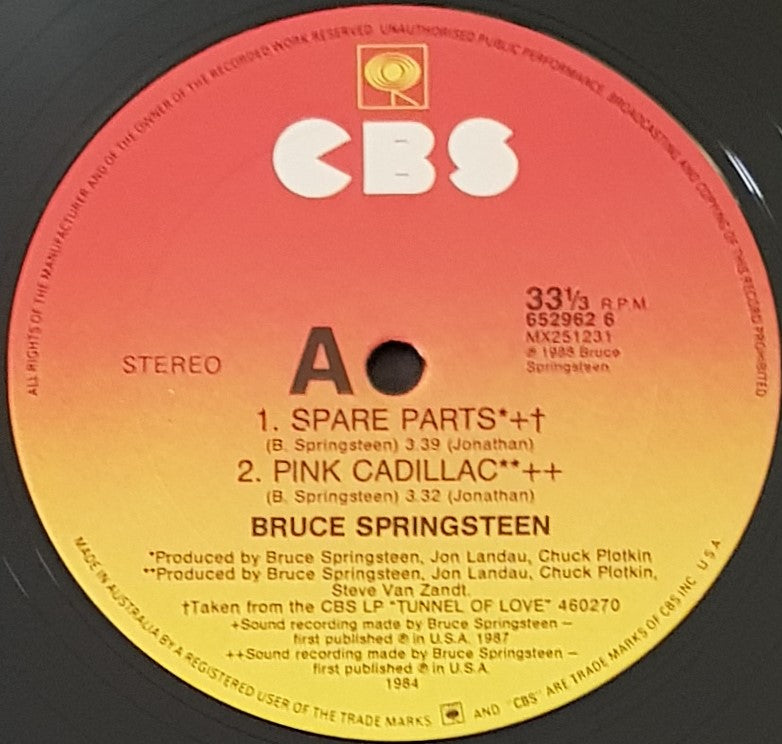 ALL RIGHTS OF THE MANUFACTURER AND OF THE OWNER OF THE RECORDED WORK RESERVED. UNAUTHORISED PUBLIC PERFORMANCE, BROADCASTING AND COPYING OF THIS RECORD PROHIBITED
CBS
33⅓ R.P.M.
652962 6
MX251231
℗ 1988 Bruce
Springsteen
STEREO
A
1. SPARE PARTS*+†
(B. Springsteen) 3.39 (Jonathan)
2. PINK CADILLAC**++
(B. Springsteen) 3.32 (Jonathan)
BRUCE SPRINGSTEEN
*Produced by Bruce Springsteen, Jon Landau, Chuck Plotkin
**Produced by Bruce Springsteen, Jon Landau, Chuck Plotkin,
Steve Van Zandt.
†Taken from the CBS LP "TUNNEL OF LOVE" 460270
+Sound recording made by Bruce Springsteen –
first published ℗ in U.S.A. 1987
++Sound recording made by Bruce Springsteen –
first published ℗ in U.S.A.
1984
MADE IN AUSTRALIA BY A REGISTERED USER OF THE TRADE MARKS AND "CBS" ARE TRADE MARKS OF CBS INC. U.S.A.